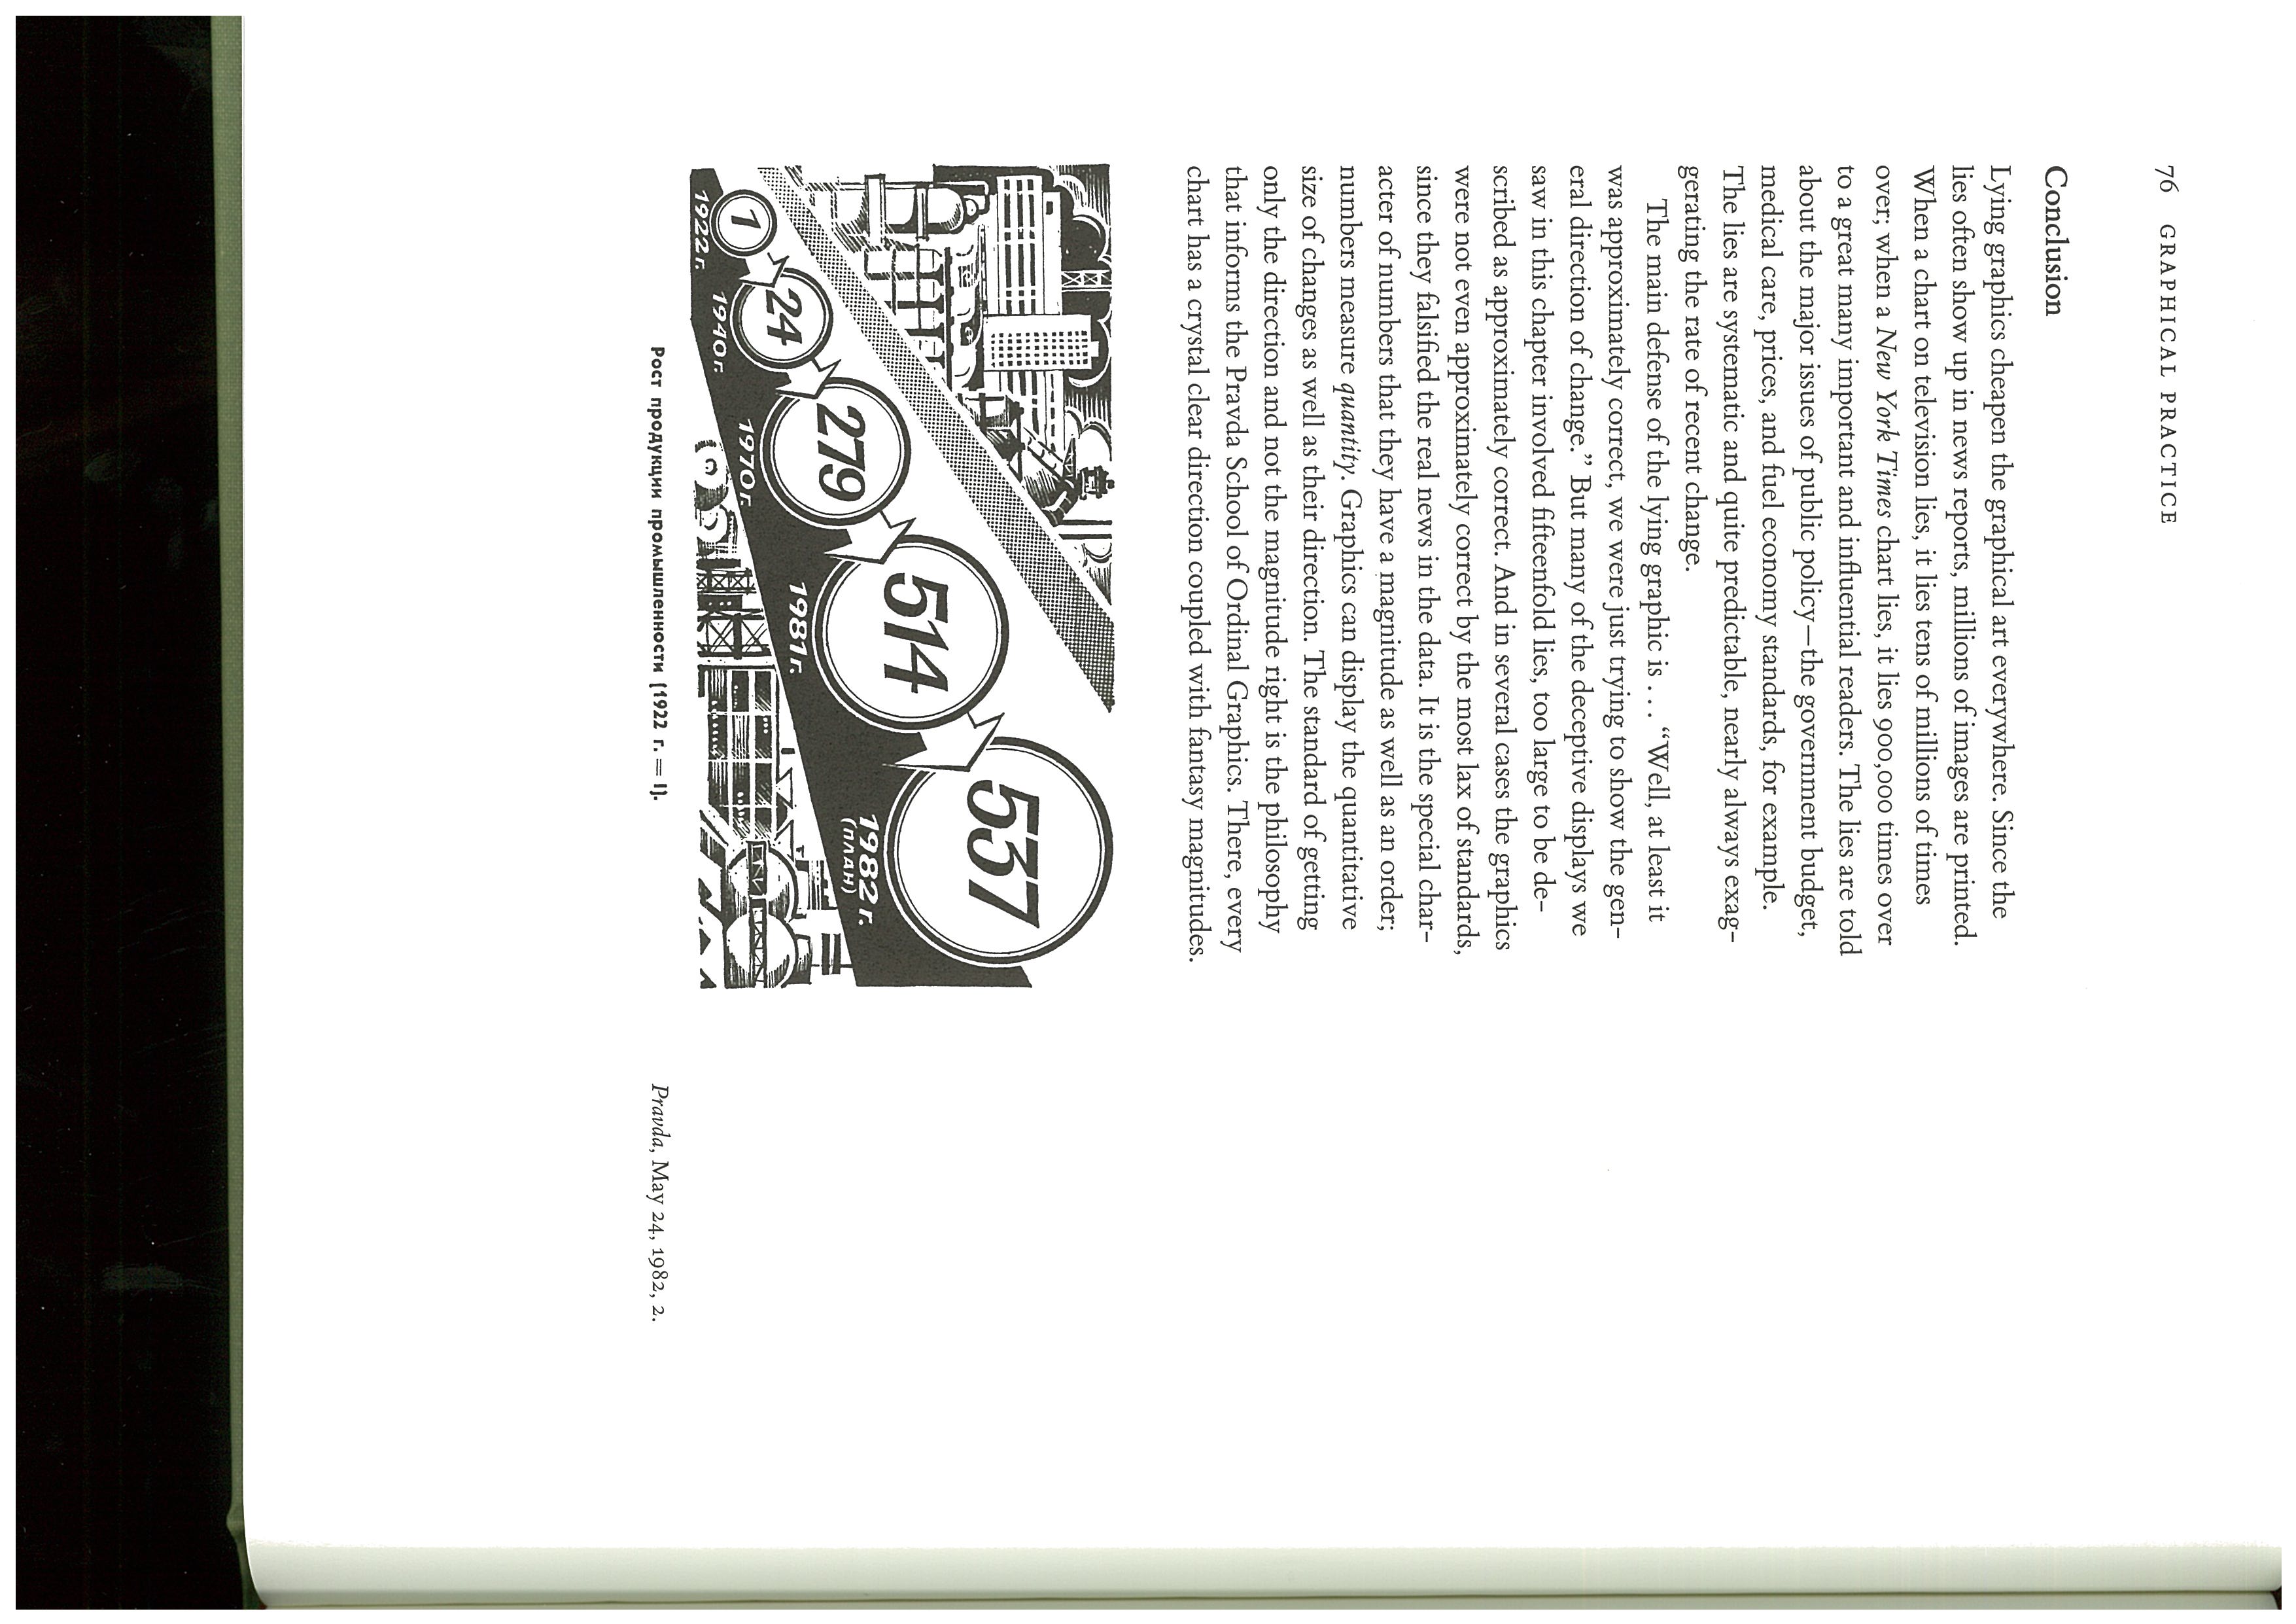 76 GRAPHICAL PRACTICE
Conclusion
Lying graphics cheapen the graphical art everywhere. Since the
lies often show up in news reports, millions of images are printed.
When a chart on television lies, it lies tens of millions of times
over; when a New York Times chart lies, it lies 900,000 times over
to a great many important and influential readers. The lies are told
about the major issues of public policy—the government budget,
medical care, prices, and fuel economy standards, for example.
The lies are systematic and quite predictable, nearly always exag-
gerating the rate of recent change.
The main defense of the lying graphic is . . . “Well, at least it
was approximately correct, we were just trying to show the gen-
eral direction of change.” But many of the deceptive displays we
saw in this chapter involved fifteenfold lies, too large to be de-
scribed as approximately correct. And in several cases the graphics
were not even approximately correct by the most lax of standards,
since they falsified the real news in the data. It is the special char-
acter of numbers that they have a magnitude as well as an order;
numbers measure quantity. Graphics can display the quantitative
size of changes as well as their direction. The standard of getting
only the direction and not the magnitude right is the philosophy
that informs the Pravda School of Ordinal Graphics. There, every
chart has a crystal clear direction coupled with fantasy magnitudes.
1
1922 г.
24
1940 г.
279
1970 г.
514
1981 г.
537
1982 г.
(ПЛАН)
Рост продукции промышленности (1922 г. = I).
Pravda, May 24, 1982, 2.